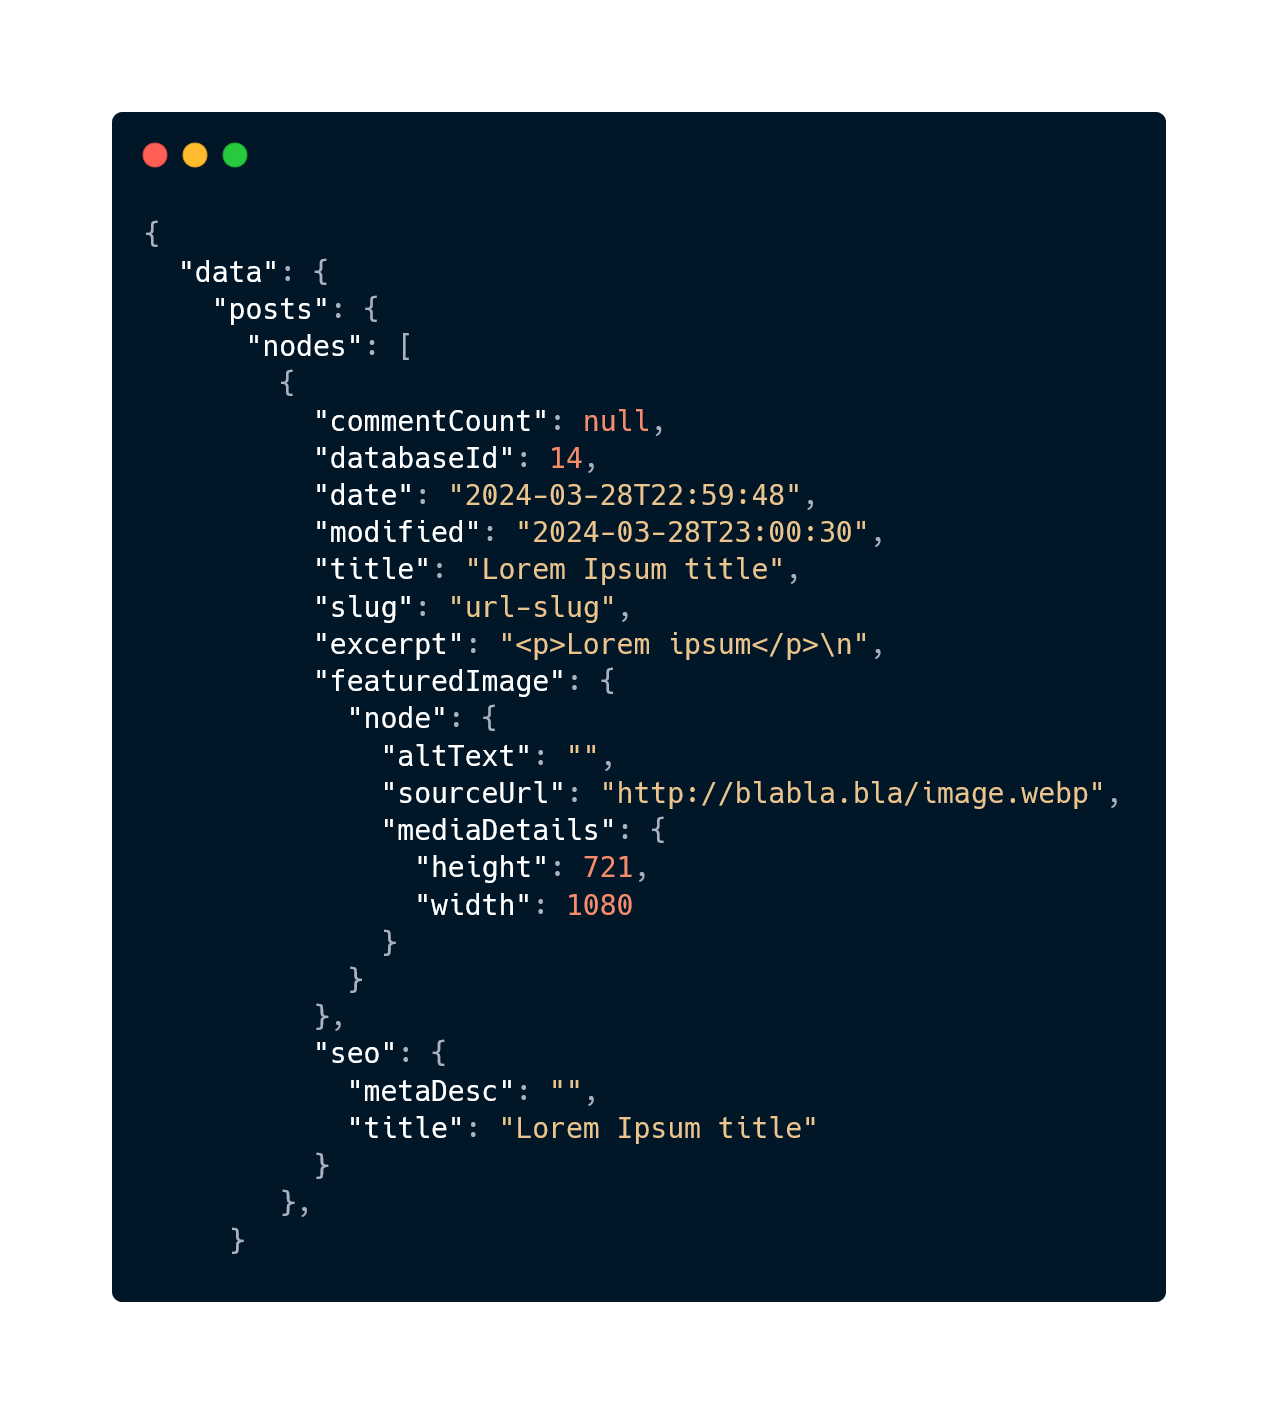 {
  "data": {
    "posts": {
      "nodes": [
        {
          "commentCount": null,
          "databaseId": 14,
          "date": "2024-03-28T22:59:48",
          "modified": "2024-03-28T23:00:30",
          "title": "Lorem Ipsum title",
          "slug": "url-slug",
          "excerpt": "<p>Lorem ipsum</p>\n",
          "featuredImage": {
            "node": {
              "altText": "",
              "sourceUrl": "http://blabla.bla/image.webp",
              "mediaDetails": {
                "height": 721,
                "width": 1080
              }
            }
          },
          "seo": {
            "metaDesc": "",
            "title": "Lorem Ipsum title"
          }
        },
     }